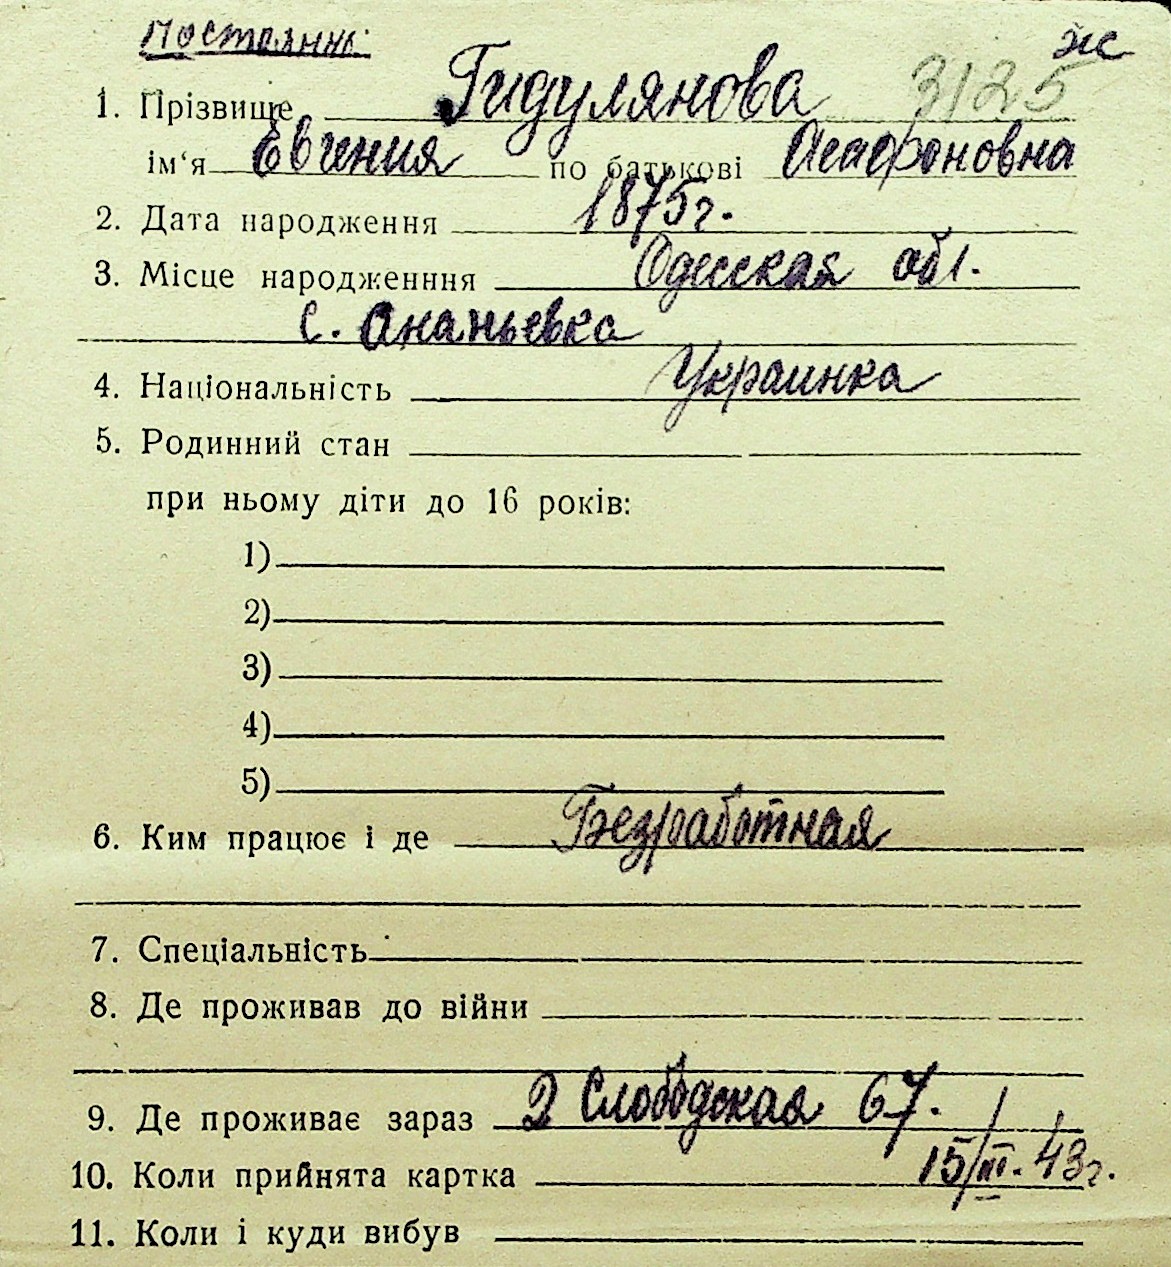 Постоянн.
жс
1. Прізвище Гидулянова 3125
ім‘я Евгения по батькові Агафоновна
2. Дата народження 1875г.
3. Місце народженння Одесская обл.
с. Ананьевка
4. Національність Украинка
5. Родинний стан
при ньому діти до 16 років:
1)
2)
3)
4)
5)
6. Ким працює і де Безработная
7. Спеціальність
8. Де проживав до війни
9. Де проживає зараз 2 Слободская 67.
10. Коли прийнята картка 15/III. 43г.
11. Коли і куди вибув